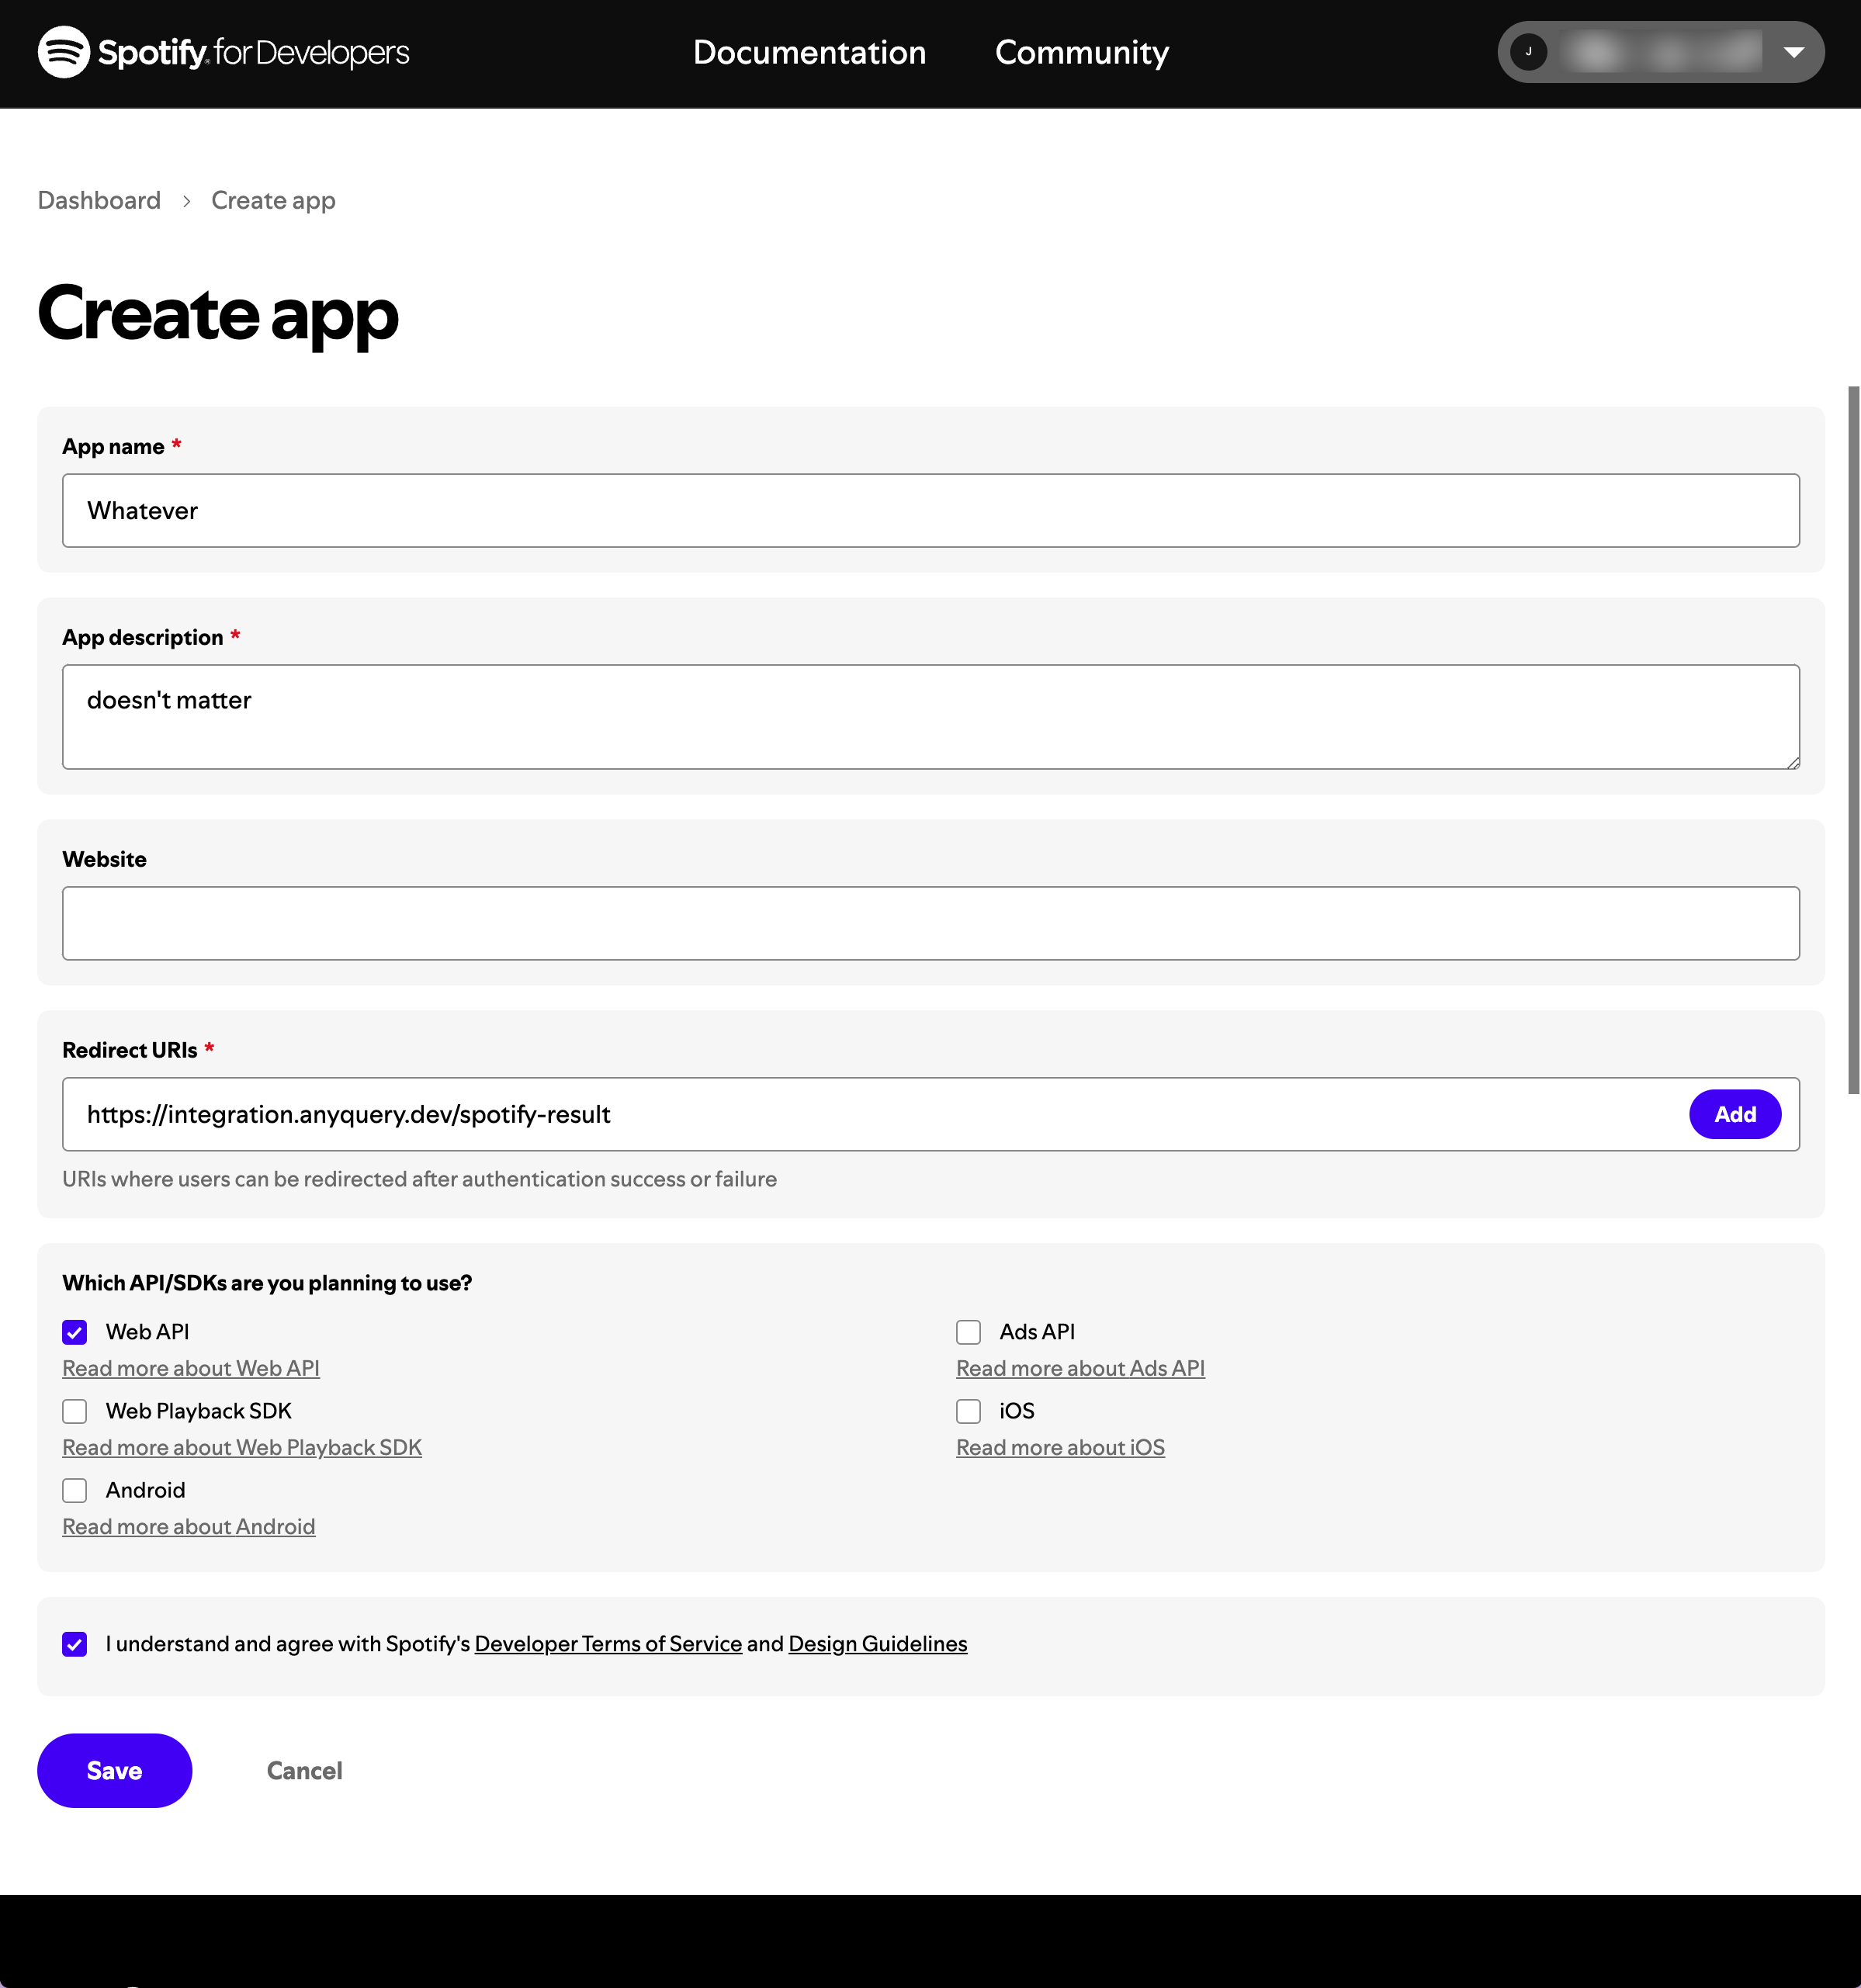 Spotify for Developers
Documentation
Community
J
Dashboard > Create app
Create app
App name *
Whatever
App description *
doesn't matter
Website
Redirect URIs *
https://integration.anyquery.dev/spotify-result
Add
URIs where users can be redirected after authentication success or failure
Which API/SDKs are you planning to use?
Web API
Read more about Web API
Ads API
Read more about Ads API
Web Playback SDK
Read more about Web Playback SDK
iOS
Read more about iOS
Android
Read more about Android
I understand and agree with Spotify's Developer Terms of Service and Design Guidelines
Save
Cancel